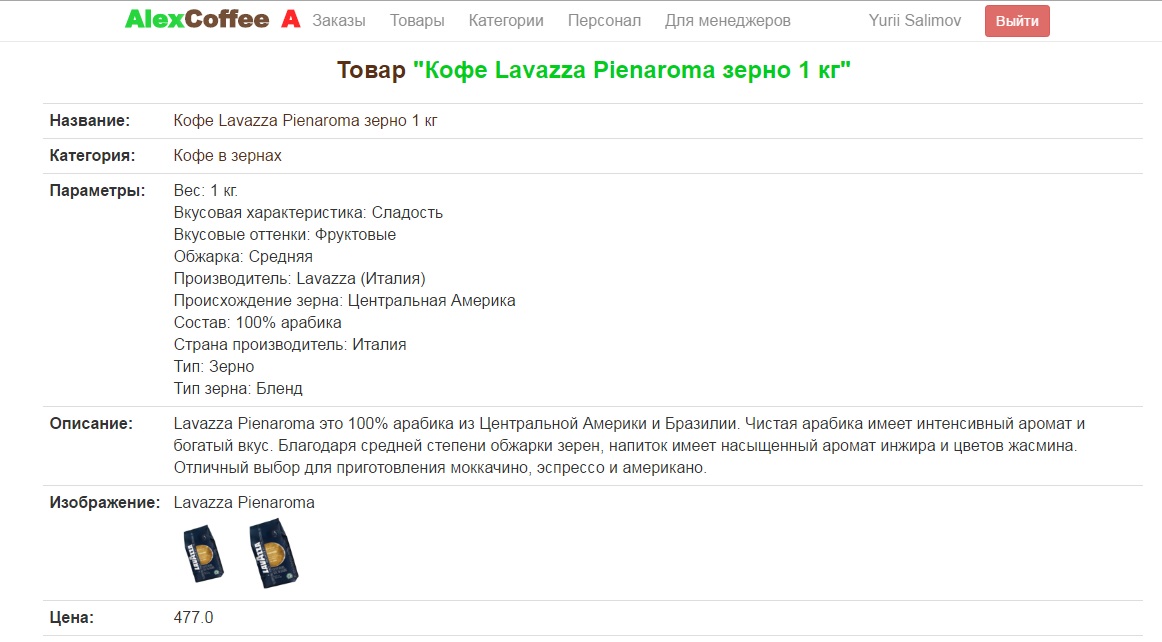 AlexCoffee A Заказы Товары Категории Персонал Для менеджеров Yurii Salimov Выйти
Товар "Кофе Lavazza Pienaroma зерно 1 кг"
Название: Кофе Lavazza Pienaroma зерно 1 кг
Категория: Кофе в зернах
Параметры: Вес: 1 кг.
Вкусовая характеристика: Сладость
Вкусовые оттенки: Фруктовые
Обжарка: Средняя
Производитель: Lavazza (Италия)
Происхождение зерна: Центральная Америка
Состав: 100% арабика
Страна производитель: Италия
Тип: Зерно
Тип зерна: Бленд
Описание: Lavazza Pienaroma это 100% арабика из Центральной Америки и Бразилии. Чистая арабика имеет интенсивный аромат и
богатый вкус. Благодаря средней степени обжарки зерен, напиток имеет насыщенный аромат инжира и цветов жасмина.
Отличный выбор для приготовления моккачино, эспрессо и американо.
Изображение: Lavazza Pienaroma
LAVAZZA
LAVAZZA
Цена: 477.0